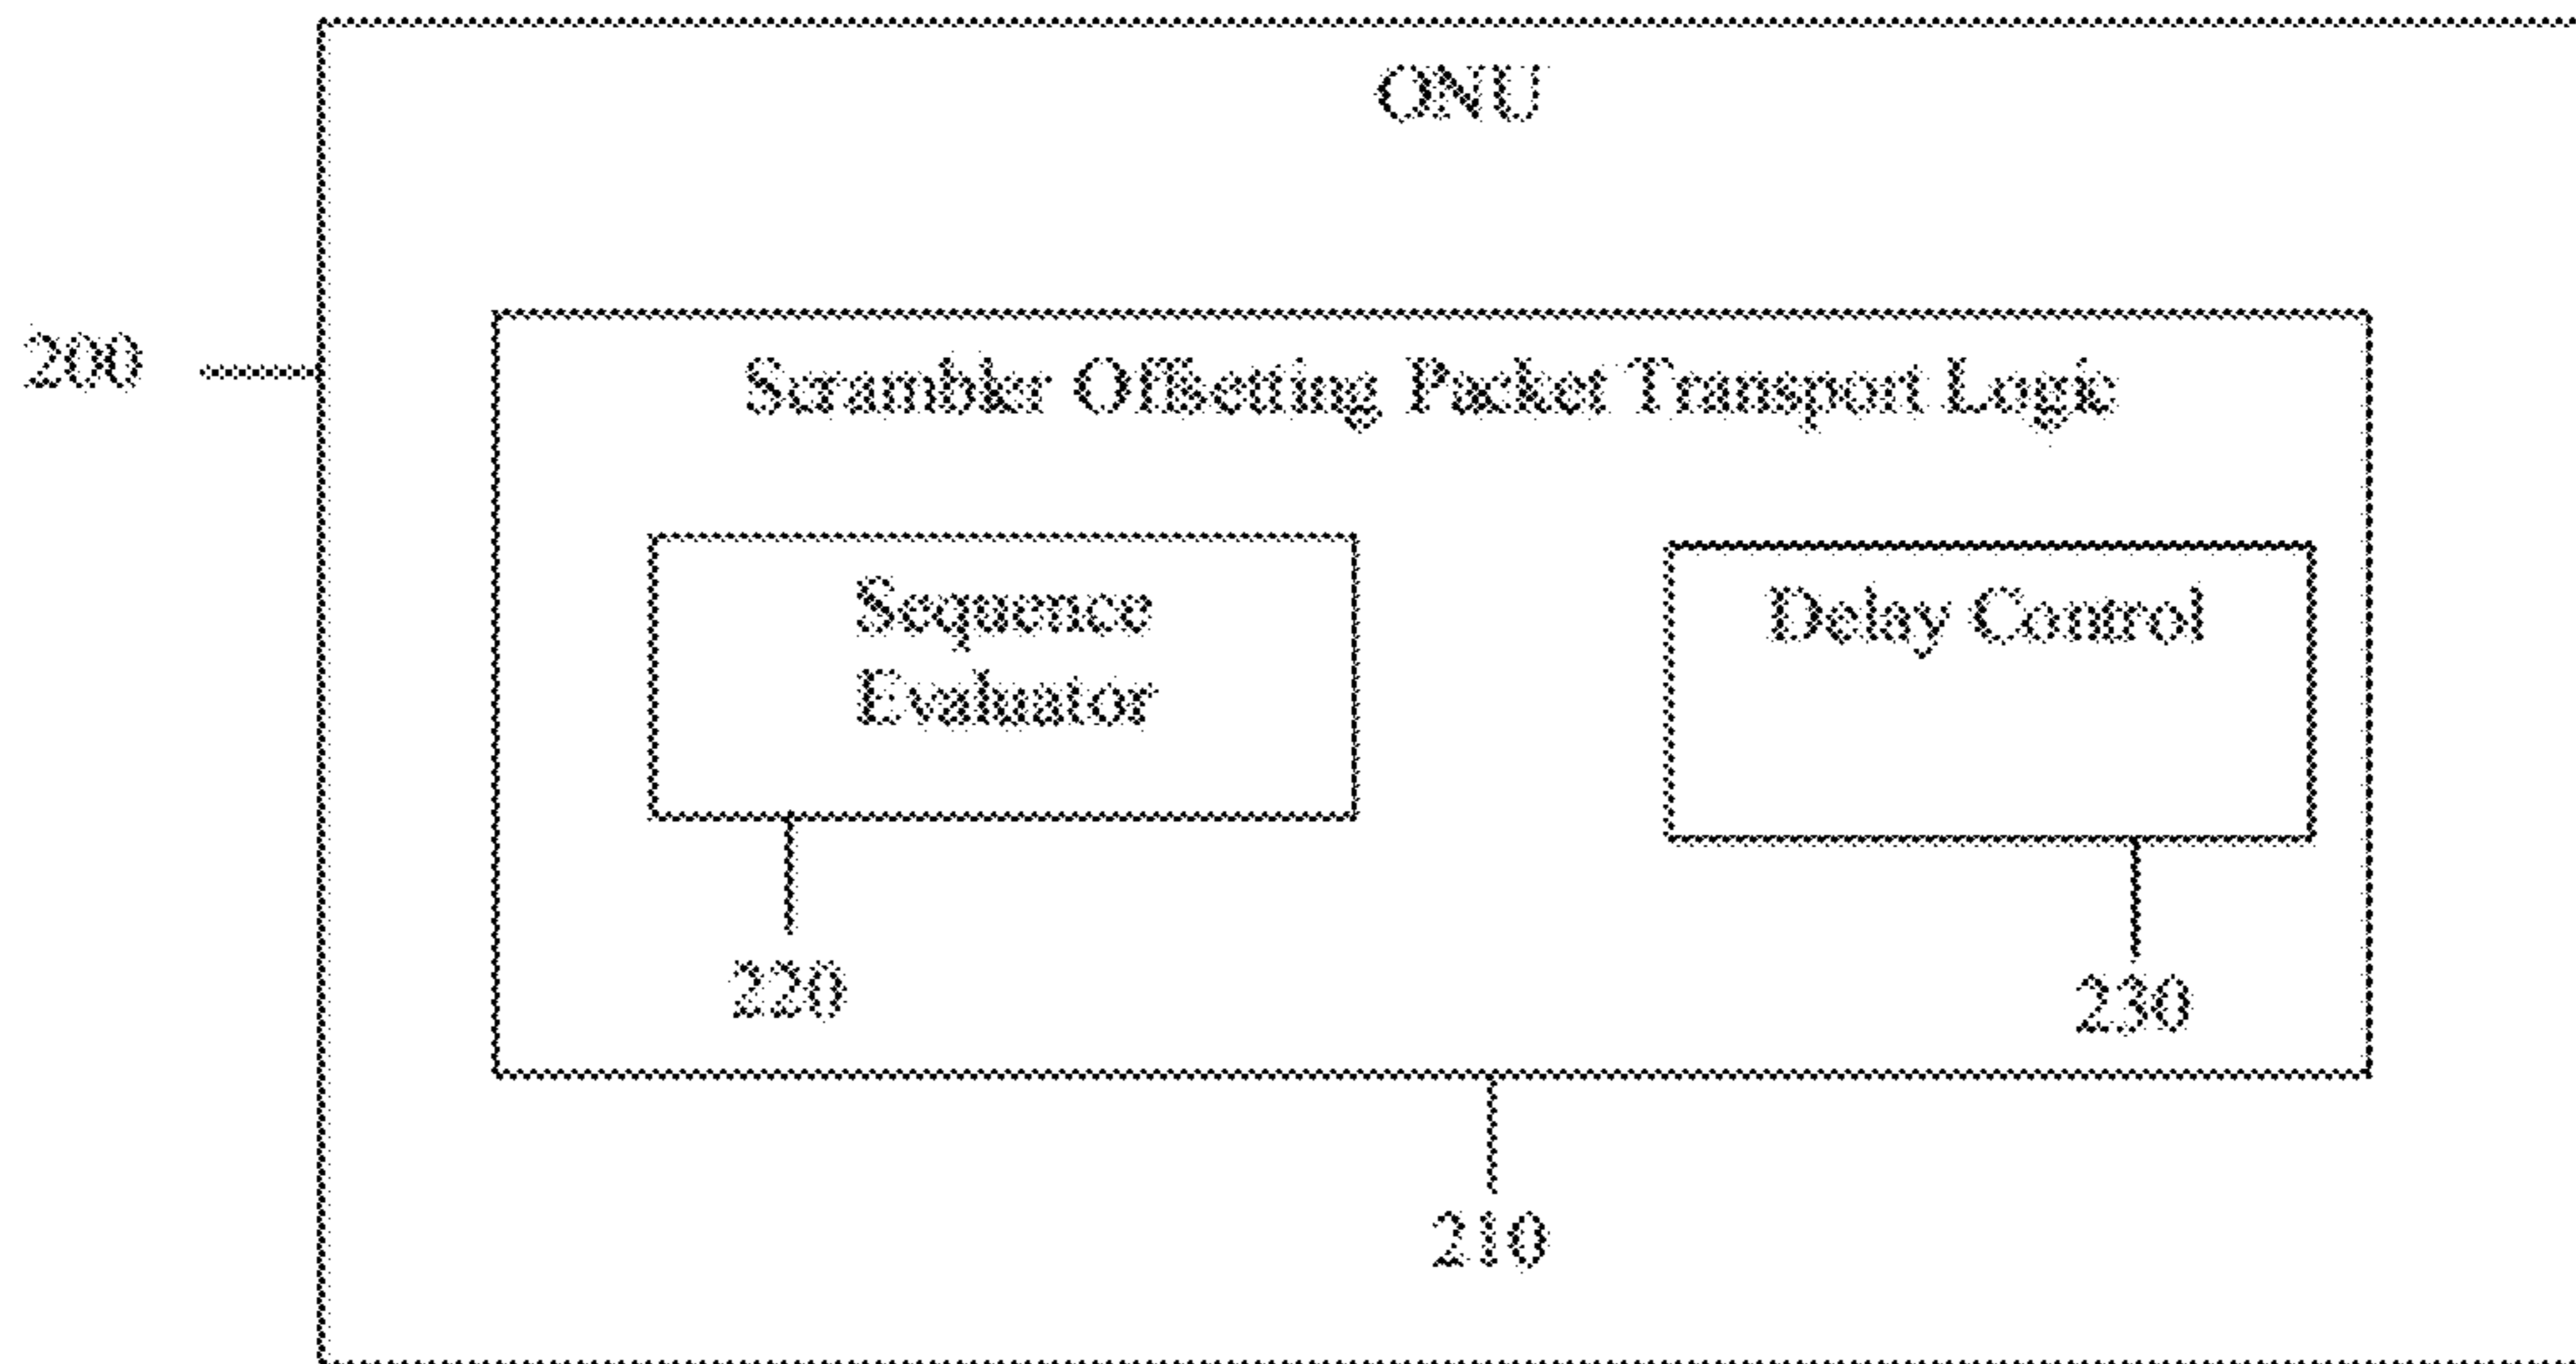 ONU
200
Scrambler Offsetting Packet Transport Logic
Sequence
Evaluator
Delay Control
220
230
210